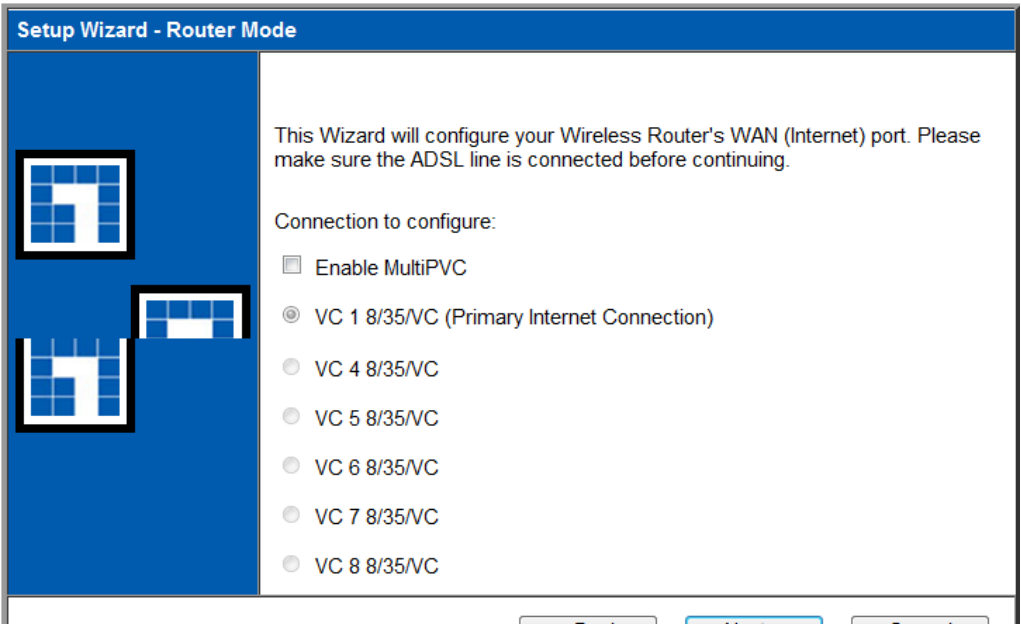 Setup Wizard - Router Mode
This Wizard will configure your Wireless Router's WAN (Internet) port. Please
make sure the ADSL line is connected before continuing.
Connection to configure:
Enable MultiPVC
VC 1 8/35/VC (Primary Internet Connection)
VC 4 8/35/VC
VC 5 8/35/VC
VC 6 8/35/VC
VC 7 8/35/VC
VC 8 8/35/VC